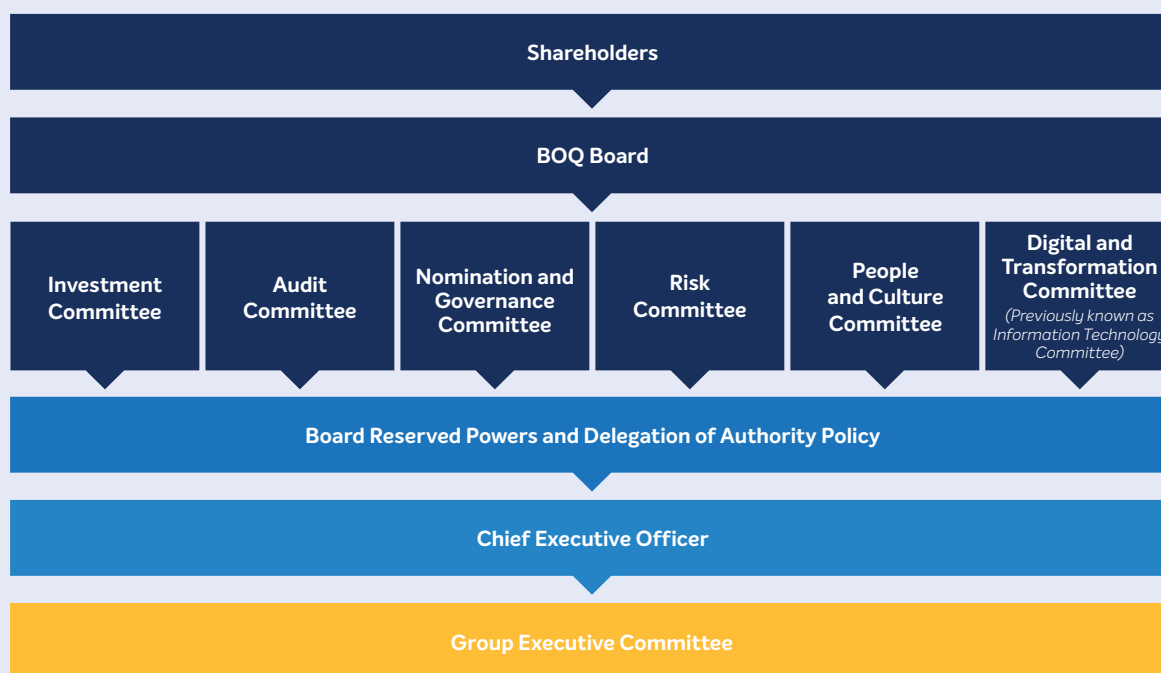 Shareholders
BOQ Board
Investment
Committee
Audit
Committee
Nomination and
Governance
Committee
Risk
Committee
People
and Culture
Committee
Digital and
Transformation
Committee
(Previously known as
Information Technology
Committee)
Board Reserved Powers and Delegation of Authority Policy
Chief Executive Officer
Group Executive Committee